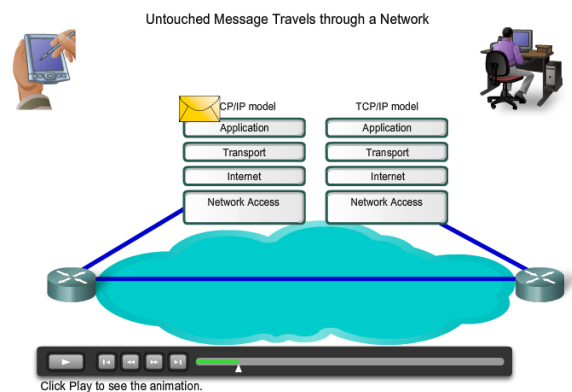 Untouched Message Travels through a Network
CP/IP model
TCP/IP model
Application
Application
Transport
Transport
Internet
Internet
Network Access
Network Access
Click Play to see the animation.